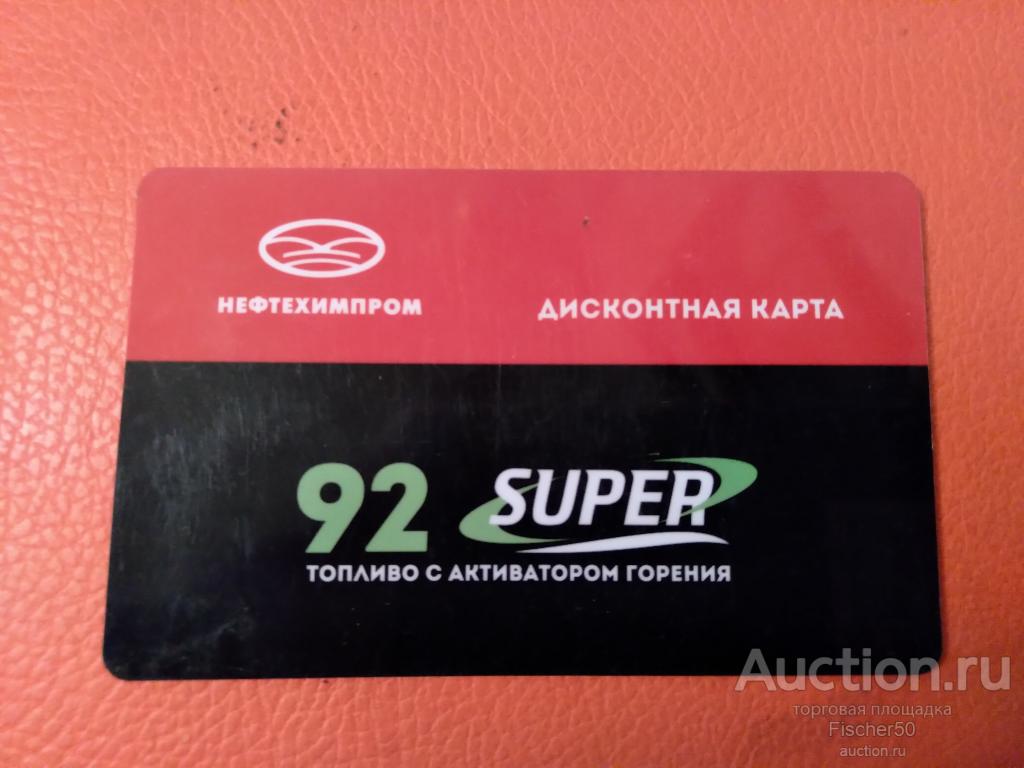 НЕФТЕХИМПРОМ
ДИСКОНТНАЯ КАРТА
92 SUPER
ТОПЛИВО С АКТИВАТОРОМ ГОРЕНИЯ
Auction.ru
торговая площадка
Fischer50
auction.ru